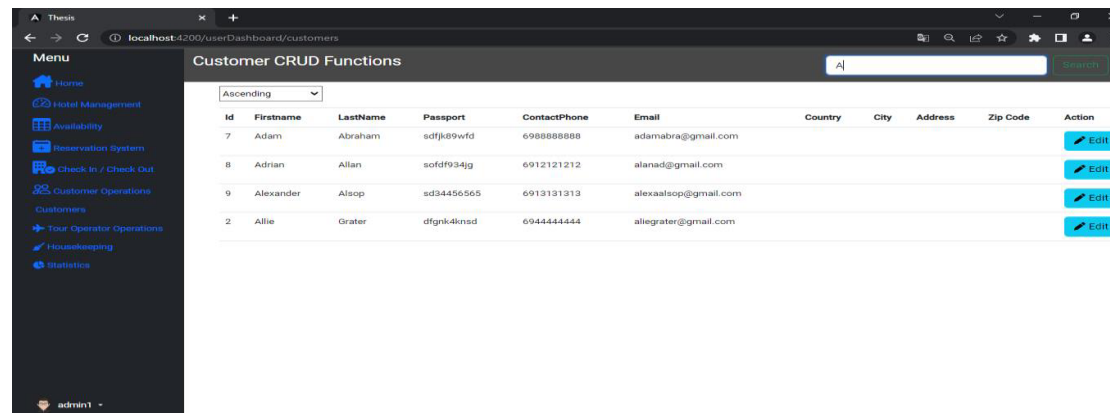 Thesis
localhost:4200/userDashboard/customers
Menu
Home
Hotel Management
Availability
Reservation System
Check In / Check Out
Customer Operations
Customers
Tour Operator Operations
Housekeeping
Statistics
admin1
Customer CRUD Functions
A
Search
Ascending
Id Firstname LastName Passport ContactPhone Email Country City Address Zip Code Action
7 Adam Abraham sdfjk89wfd 6988888888 adamabra@gmail.com Edit
8 Adrian Allan sofdf934jg 6912121212 alanad@gmail.com Edit
9 Alexander Alsop sd34456565 6913131313 alexaalsop@gmail.com Edit
2 Allie Grater dfgnk4knsd 6944444444 aliegrater@gmail.com Edit